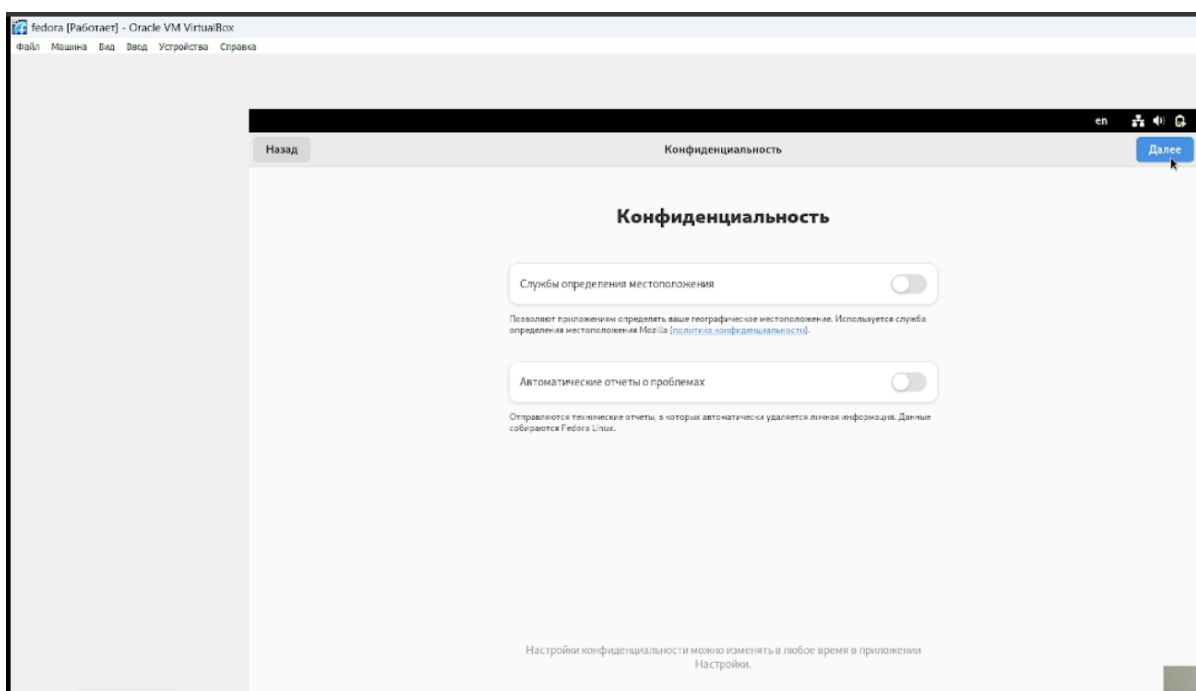 fedora [Работает] - Oracle VM VirtualBox
Файл Машина Вид Ввод Устройства Справка
en
Назад Конфиденциальность Далее
Конфиденциальность
Службы определения местоположения
Позволяют приложениям определять ваше географическое местоположение. Используется служба
определения местоположения Mozilla (политика конфиденциальности).
Автоматические отчеты о проблемах
Отправляются технические отчеты, в которых автоматически удаляется личная информация. Данные
собираются Fedora Linux.
Настройки конфиденциальности можно изменять в любое время в приложении
Настройки.